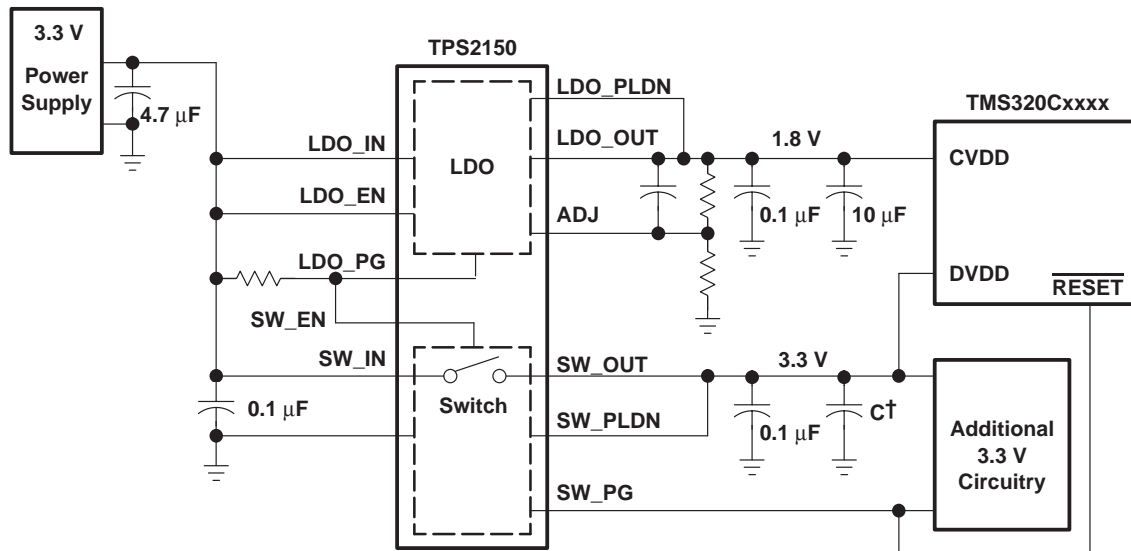 3.3 V
Power
Supply
4.7 μF
TPS2150
LDO_PLDN
TMS320Cxxxx
LDO_IN
LDO
LDO_OUT
1.8 V
CVDD
LDO_EN
ADJ
0.1 μF
10 μF
LDO_PG
DVDD
RESET
SW_EN
SW_IN
SW_OUT
3.3 V
0.1 μF
Switch
SW_PLDN
0.1 μF
C†
Additional
3.3 V
Circuitry
SW_PG